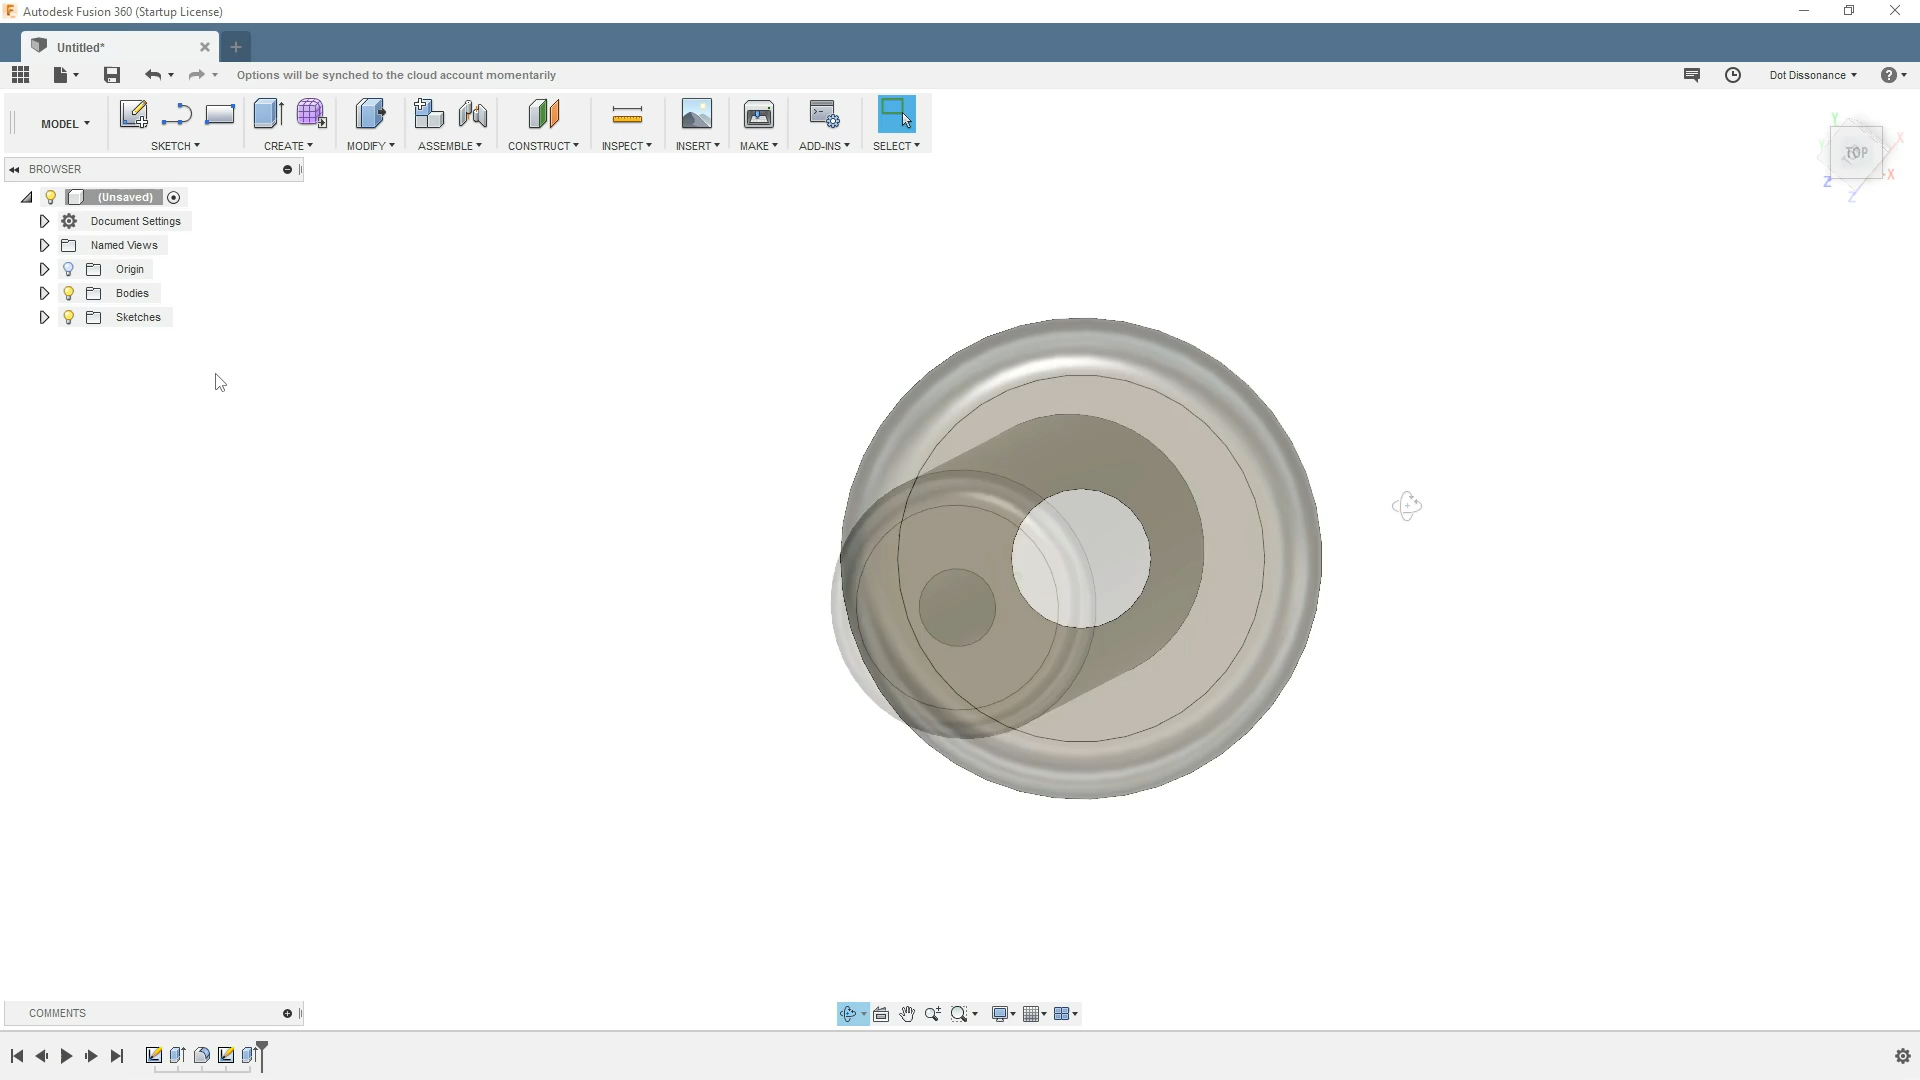 Autodesk Fusion 360 (Startup License)
Untitled*
Options will be synched to the cloud account momentarily
Dot Dissonance
MODEL
SKETCH
CREATE
MODIFY
ASSEMBLE
CONSTRUCT
INSPECT
INSERT
MAKE
ADD-INS
SELECT
BROWSER
(Unsaved)
Document Settings
Named Views
Origin
Bodies
Sketches
Y
X
TOP
X
Z
Z
COMMENTS